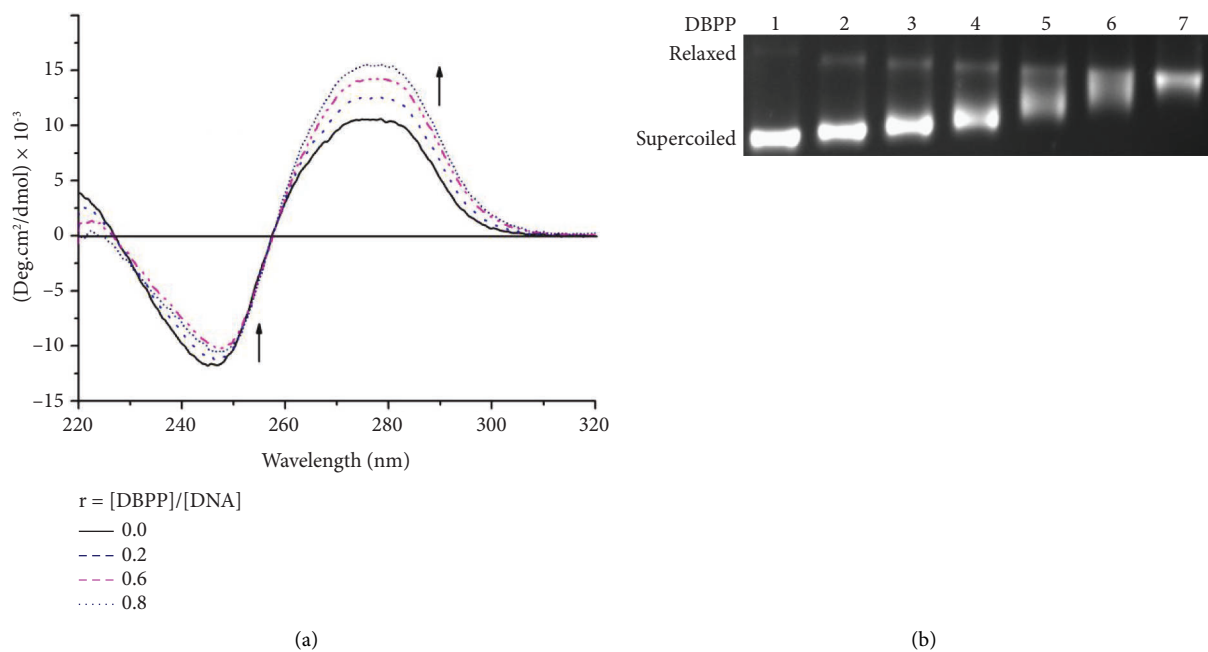 (Deg.cm²/dmol) × 10⁻³
15
10
5
0
−5
−10
−15
220
240
260
280
300
320
Wavelength (nm)
r = [DBPP]/[DNA]
0.0
0.2
0.6
0.8
(a)
DBPP 1 2 3 4 5 6 7
Relaxed
Supercoiled
(b)